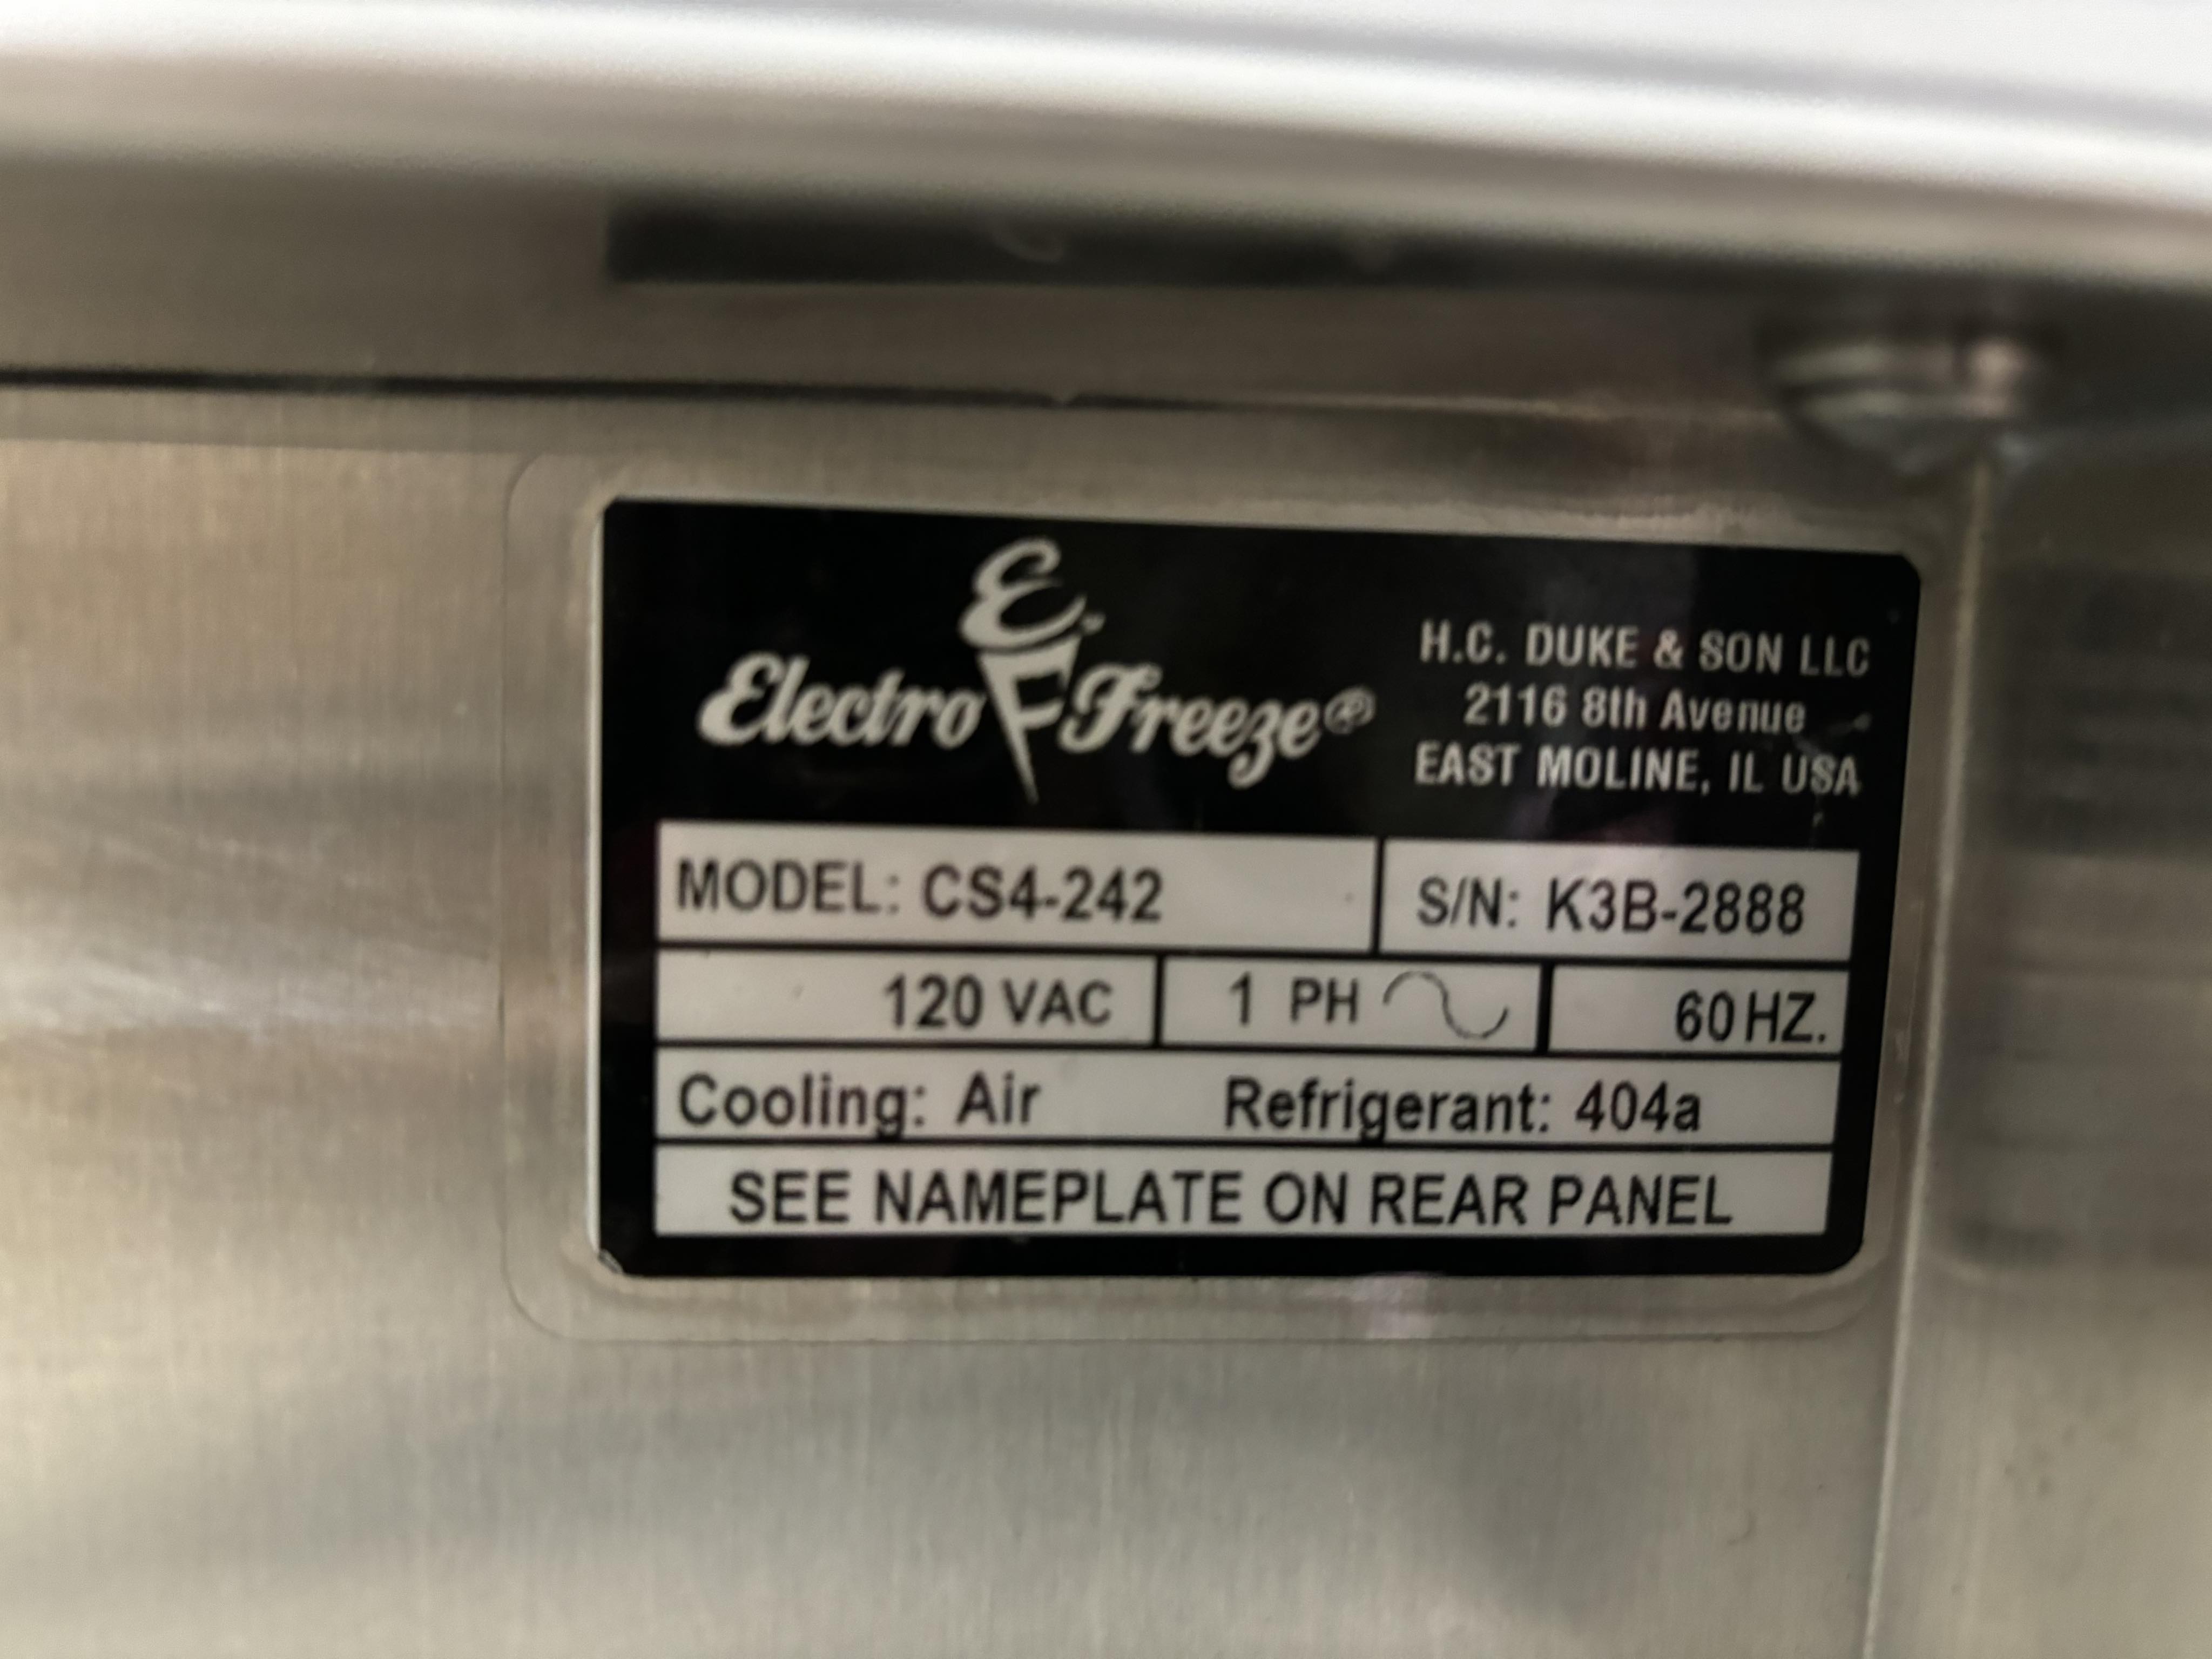 E
F
Electro Freeze®
H.C. DUKE & SON LLC
2116 8th Avenue
EAST MOLINE, IL USA
MODEL: CS4-242
S/N: K3B-2888
120 VAC
1 PH
60 HZ.
Cooling: Air Refrigerant: 404a
SEE NAMEPLATE ON REAR PANEL